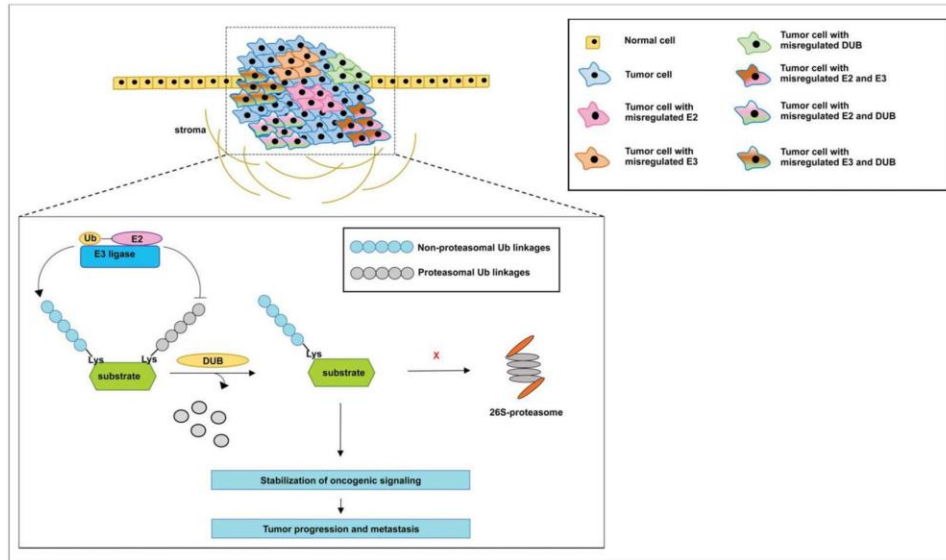 stroma
Normal cell
Tumor cell
Tumor cell with
misregulated E2
Tumor cell with
misregulated E3
Tumor cell with
misregulated DUB
Tumor cell with
misregulated E2 and E3
Tumor cell with
misregulated E2 and DUB
Tumor cell with
misregulated E3 and DUB
Ub
E2
E3 ligase
Non-proteasomal Ub linkages
Proteasomal Ub linkages
Lys
Lys
substrate
DUB
Lys
substrate
X
26S-proteasome
Stabilization of oncogenic signaling
Tumor progression and metastasis